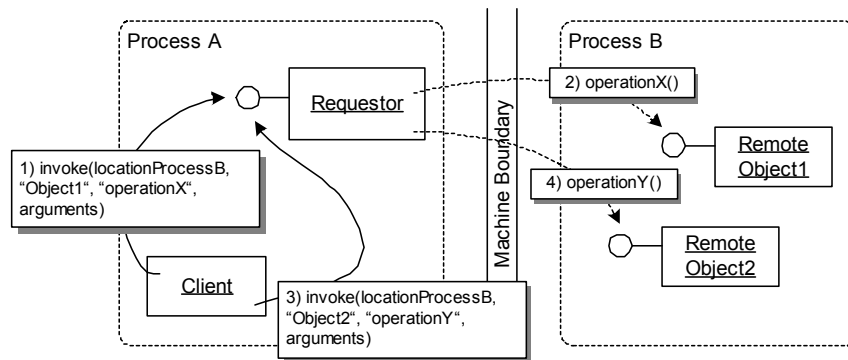 Process A
Process B
Requestor
2) operationX()
Remote
Object1
1) invoke(locationProcessB,
“Object1“, “operationX“,
arguments)
4) operationY()
Machine Boundary
Remote
Object2
Client
3) invoke(locationProcessB,
“Object2“, “operationY“,
arguments)